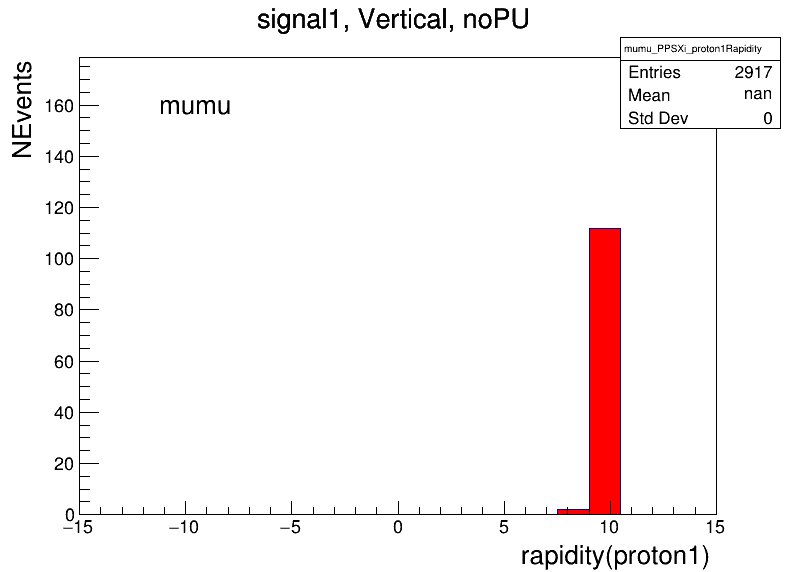 signal1, Vertical, noPU
mumu_PPSXi_proton1Rapidity
Entries 2917
Mean nan
Std Dev 0
NEvents
mumu
160
140
120
100
80
60
40
20
0
−15 −10 −5 0 5 10 15
rapidity(proton1)